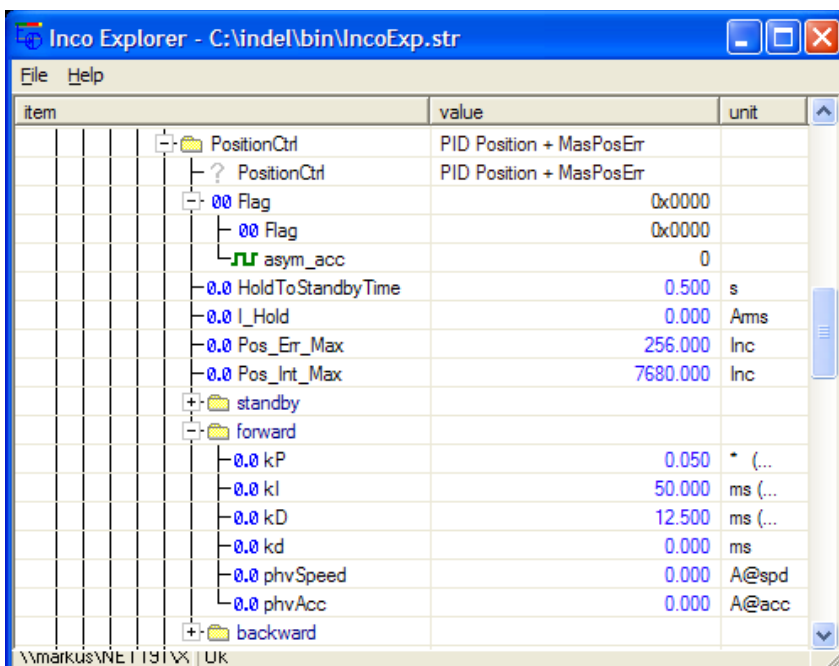 Inco Explorer - C:\indel\bin\IncoExp.str
File Help
item value unit
PositionCtrl PID Position + MasPosErr
? PositionCtrl PID Position + MasPosErr
00 Flag 0x0000
00 Flag 0x0000
asym_acc 0
0.0 HoldToStandbyTime 0.500 s
0.0 I_Hold 0.000 Arms
0.0 Pos_Err_Max 256.000 Inc
0.0 Pos_Int_Max 7680.000 Inc
standby
forward
0.0 kP 0.050 * (...
0.0 kI 50.000 ms (...
0.0 kD 12.500 ms (...
0.0 kd 0.000 ms
0.0 phvSpeed 0.000 A@spd
0.0 phvAcc 0.000 A@acc
backward
Ok